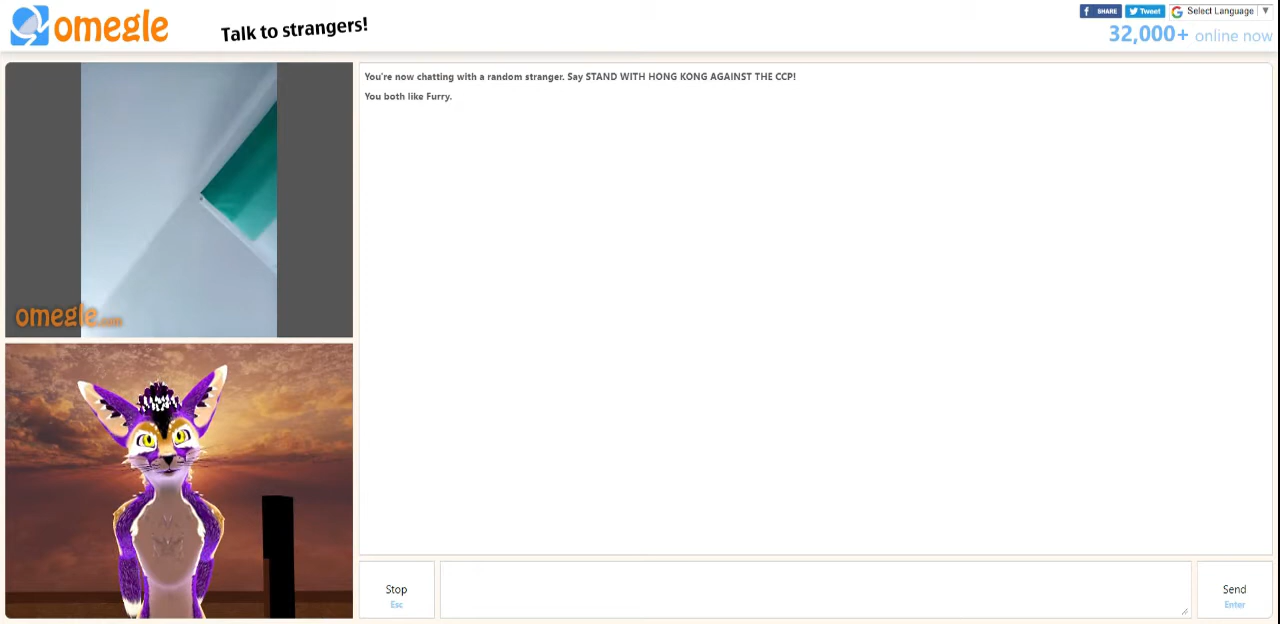 omegle
Talk to strangers!
SHARE
Tweet
Select Language
32,000+ online now
You're now chatting with a random stranger. Say STAND WITH HONG KONG AGAINST THE CCP!
You both like Furry.
omegle.com
Stop
Esc
Send
Enter